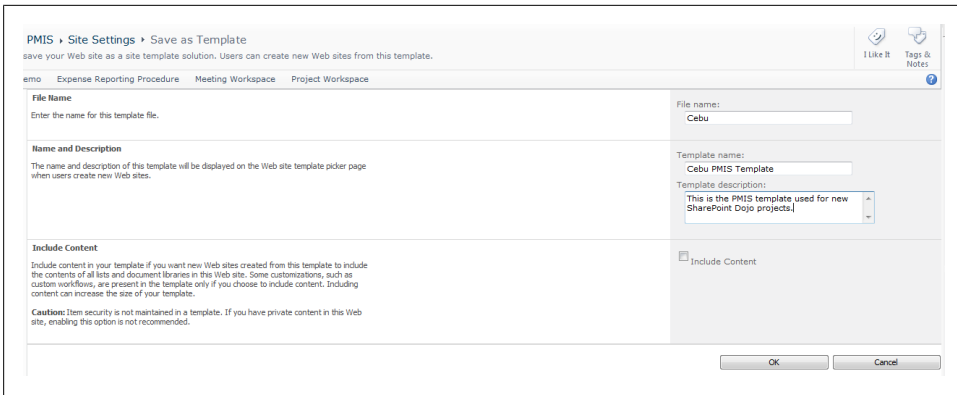 PMIS ▸ Site Settings ▸ Save as Template
save your Web site as a site template solution. Users can create new Web sites from this template.
I Like It
Tags &
Notes
emo Expense Reporting Procedure Meeting Workspace Project Workspace
File Name
Enter the name for this template file.
File name:
Cebu
Name and Description
The name and description of this template will be displayed on the Web site template picker page
when users create new Web sites.
Template name:
Cebu PMIS Template
Template description:
This is the PMIS template used for new
SharePoint Dojo projects.
Include Content
Include content in your template if you want new Web sites created from this template to include
the contents of all lists and document libraries in this Web site. Some customizations, such as
custom workflows, are present in the template only if you choose to include content. Including
content can increase the size of your template.
Caution: Item security is not maintained in a template. If you have private content in this Web
site, enabling this option is not recommended.
Include Content
OK Cancel